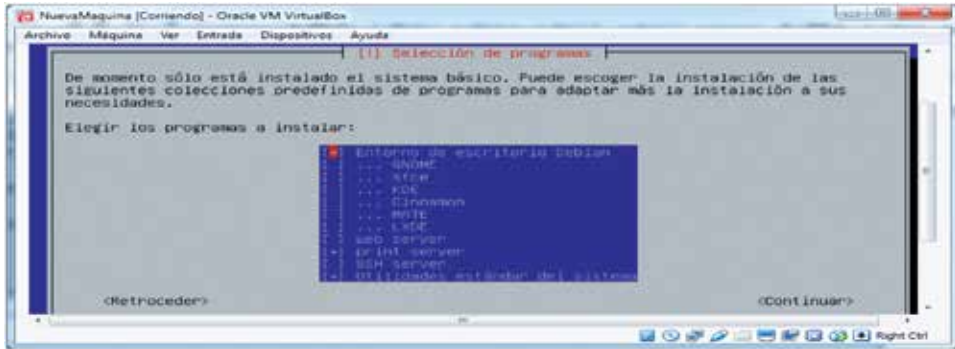 NuevaMaquina [Corriendo] - Oracle VM VirtualBox
Archivo Máquina Ver Entrada Dispositivos Ayuda
[!] Selección de programas
De momento sólo está instalado el sistema básico. Puede escoger la instalación de las
siguientes colecciones predefinidas de programas para adaptar más la instalación a sus
necesidades.
Elegir los programas a instalar:
[*] Entorno de escritorio Debian
[ ] ... GNOME
[ ] ... Xfce
[ ] ... KDE
[ ] ... Cinnamon
[ ] ... MATE
[ ] ... LXDE
[ ] web server
[*] print server
[ ] SSH server
[*] Utilidades estándar del sistema
<Retroceder> <Continuar>
Right Ctrl